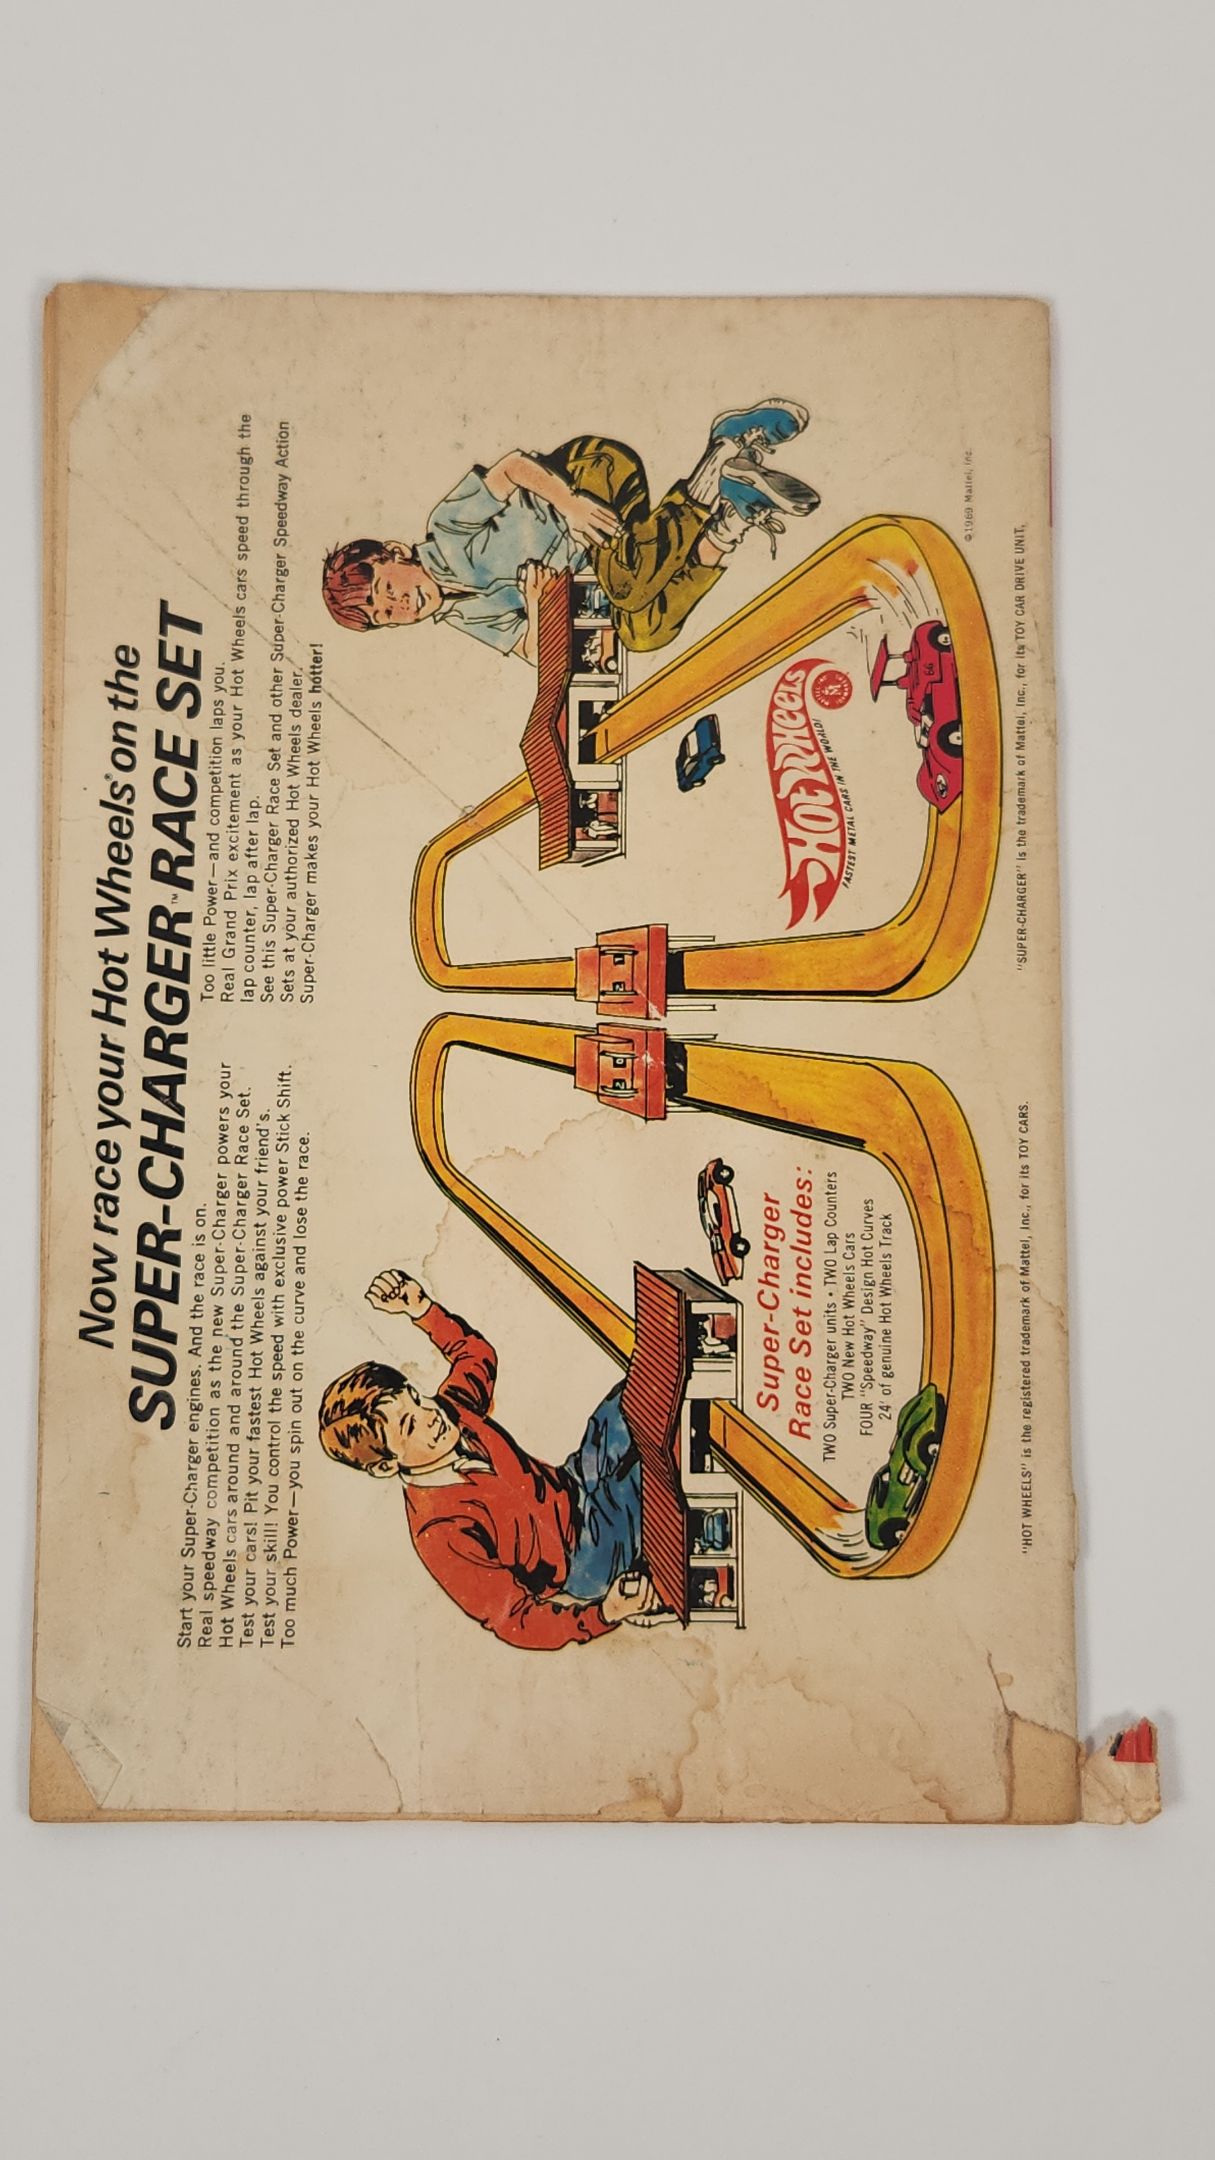 Now race your Hot Wheels® on the
SUPER-CHARGER™ RACE SET
Start your Super-Charger engines. And the race is on.
Real speedway competition as the new Super-Charger powers your
Hot Wheels cars around and around the Super-Charger Race Set.
Test your cars! Pit your fastest Hot Wheels against your friend's.
Test your skill! You control the speed with exclusive power Stick Shift.
Too much Power—you spin out on the curve and lose the race.
Too little Power—and competition laps you.
Real Grand Prix excitement as your Hot Wheels cars speed through the
lap counter, lap after lap.
See this Super-Charger Race Set and other Super-Charger Speedway Action
Sets at your authorized Hot Wheels dealer.
Super-Charger makes your Hot Wheels hotter!
Super-Charger
Race Set includes:
TWO Super-Charger units • TWO Lap Counters
TWO New Hot Wheels Cars
FOUR "Speedway" Design Hot Curves
24' of genuine Hot Wheels Track
HOT WHEELS
FASTEST METAL CARS IN THE WORLD!
66
©1969 Mattel, Inc.
"HOT WHEELS" is the registered trademark of Mattel, Inc., for its TOY CARS.
"SUPER-CHARGER" is the trademark of Mattel, Inc., for its TOY CAR DRIVE UNIT,